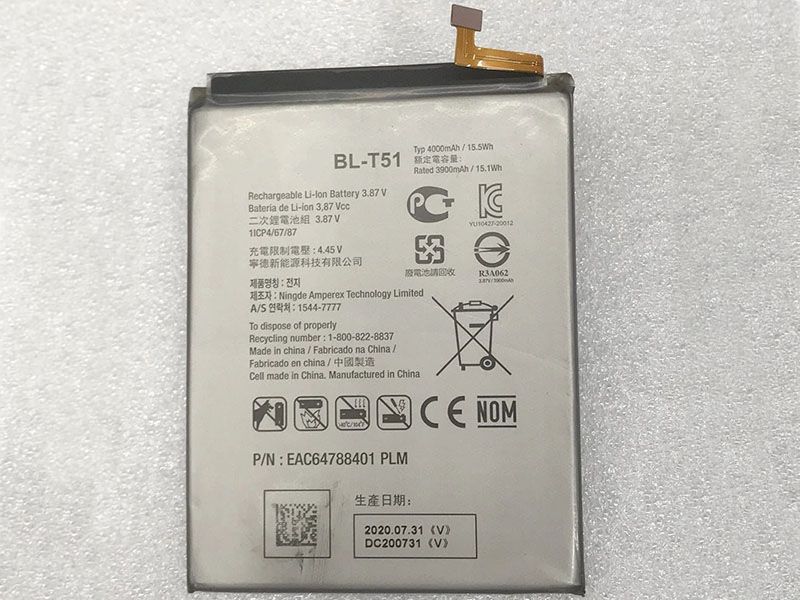 BL-T51
Typ 4000mAh / 15.5Wh
額定電容量:
Rated 3900mAh / 15.1Wh
Rechargeable Li-Ion Battery 3.87 V
Bateria de Li-ion 3,87 Vcc
二次鋰電池組 3.87 V
1ICP4/67/87
充電限制電壓 : 4.45 V
寧德新能源科技有限公司
PCT
KC
YU10427-20012
廢電池請回收
R3A062
3.87V / 3900mAh
제품명칭 : 전지
제조자 : Ningde Amperex Technology Limited
A/S 연락처 : 1544-7777
To dispose of properly
Recycling number : 1-800-822-8837
Made in china / Fabricado na China /
Fabricado en china / 中國製造
Cell made in China. Manufactured in China
CE NOM
P/N : EAC64788401 PLM
生產日期:
2020.07.31《V》
DC200731《V》